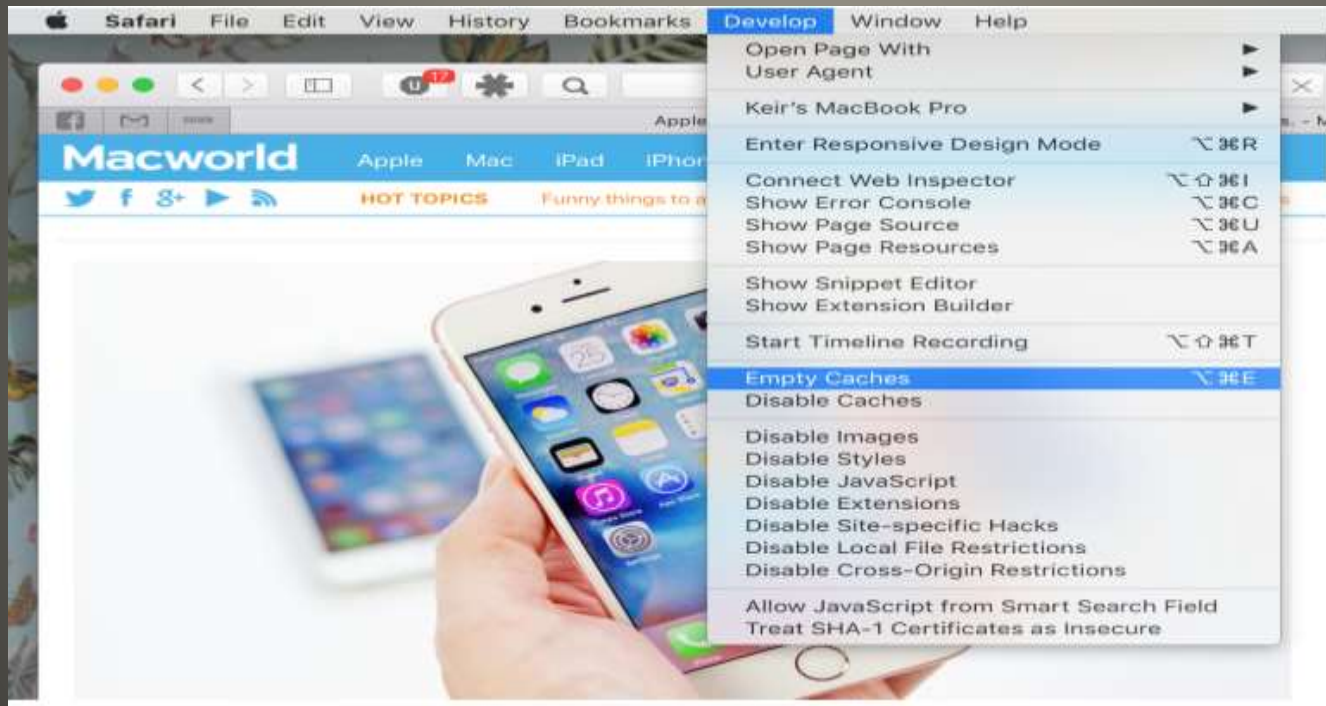 Safari File Edit View History Bookmarks Develop Window Help
17
Apple
Macworld Apple Mac iPad iPhon
HOT TOPICS Funny things to a
Open Page With
User Agent
Keir's MacBook Pro
Enter Responsive Design Mode ⌥⌘R
Connect Web Inspector ⌥⇧⌘I
Show Error Console ⌥⌘C
Show Page Source ⌥⌘U
Show Page Resources ⌥⌘A
Show Snippet Editor
Show Extension Builder
Start Timeline Recording ⌥⇧⌘T
Empty Caches ⌥⌘E
Disable Caches
Disable Images
Disable Styles
Disable JavaScript
Disable Extensions
Disable Site-specific Hacks
Disable Local File Restrictions
Disable Cross-Origin Restrictions
Allow JavaScript from Smart Search Field
Treat SHA-1 Certificates as Insecure
25